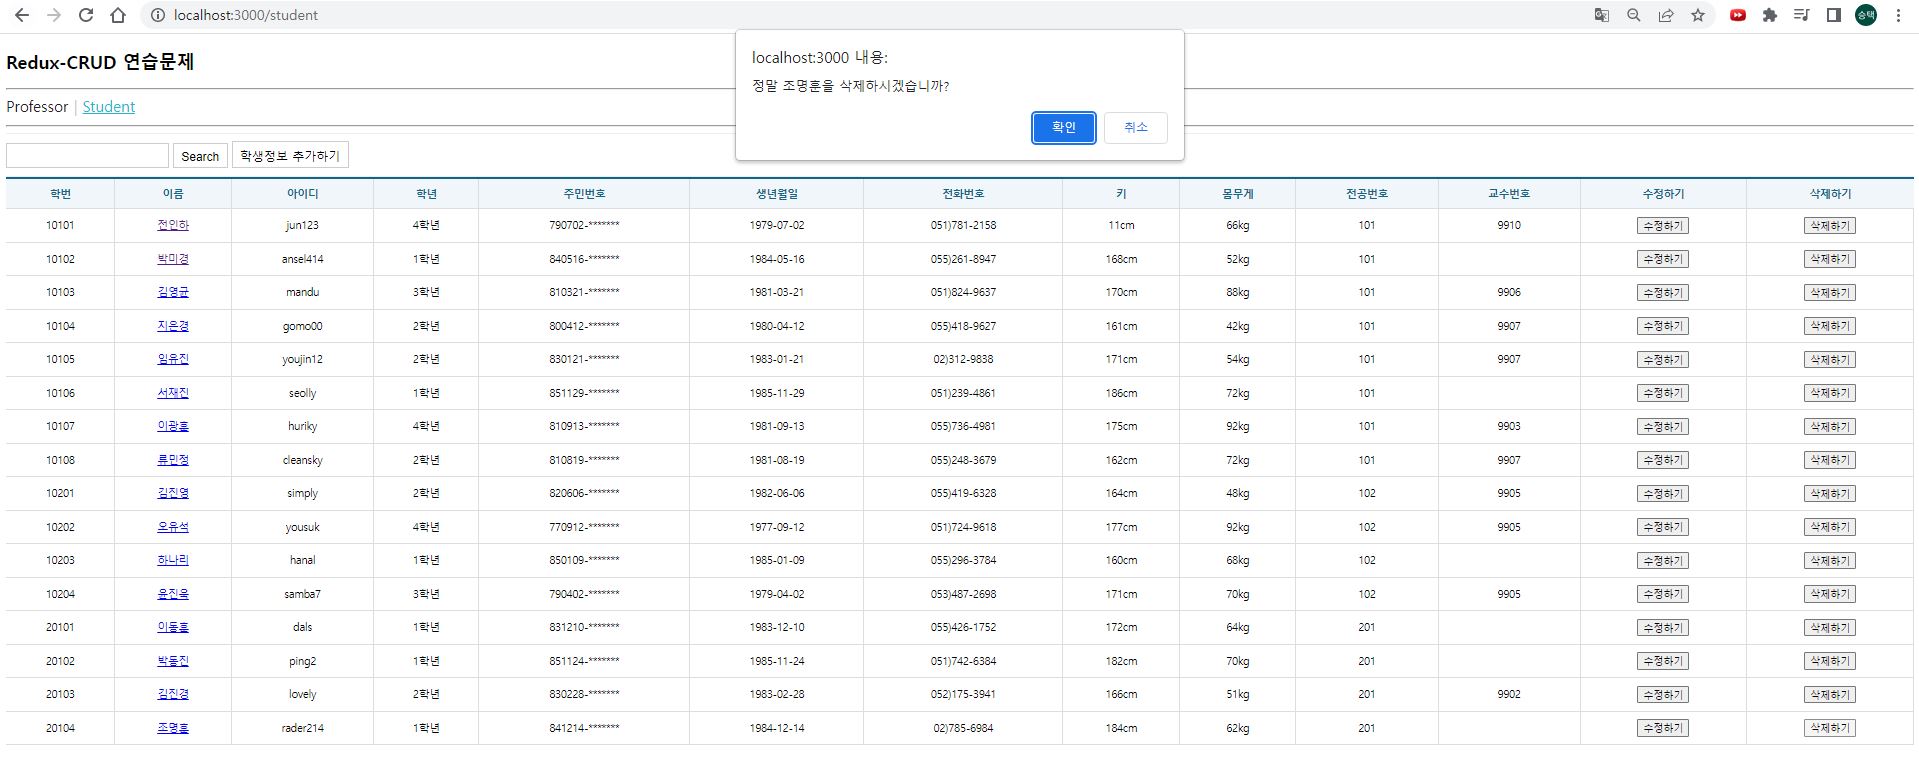 localhost:3000/student
승택
Redux-CRUD 연습문제
localhost:3000 내용:
정말 조명훈을 삭제하시겠습니까?
확인 취소
Professor | Student
Search 학생정보 추가하기
학번 이름 아이디 학년 주민번호 생년월일 전화번호 키 몸무게 전공번호 교수번호 수정하기 삭제하기
10101 전인하 jun123 4학년 790702-******* 1979-07-02 051)781-2158 11cm 66kg 101 9910 수정하기 삭제하기
10102 박미경 ansel414 1학년 840516-******* 1984-05-16 055)261-8947 168cm 52kg 101 수정하기 삭제하기
10103 김영균 mandu 3학년 810321-******* 1981-03-21 051)824-9637 170cm 88kg 101 9906 수정하기 삭제하기
10104 지은경 gomo00 2학년 800412-******* 1980-04-12 055)418-9627 161cm 42kg 101 9907 수정하기 삭제하기
10105 임유진 youjin12 2학년 830121-******* 1983-01-21 02)312-9838 171cm 54kg 101 9907 수정하기 삭제하기
10106 서재진 seolly 1학년 851129-******* 1985-11-29 051)239-4861 186cm 72kg 101 수정하기 삭제하기
10107 이광훈 huriky 4학년 810913-******* 1981-09-13 055)736-4981 175cm 92kg 101 9903 수정하기 삭제하기
10108 류민정 cleansky 2학년 810819-******* 1981-08-19 055)248-3679 162cm 72kg 101 9907 수정하기 삭제하기
10201 김진영 simply 2학년 820606-******* 1982-06-06 055)419-6328 164cm 48kg 102 9905 수정하기 삭제하기
10202 오유석 yousuk 4학년 770912-******* 1977-09-12 051)724-9618 177cm 92kg 102 9905 수정하기 삭제하기
10203 하나리 hanal 1학년 850109-******* 1985-01-09 055)296-3784 160cm 68kg 102 수정하기 삭제하기
10204 윤진욱 samba7 3학년 790402-******* 1979-04-02 053)487-2698 171cm 70kg 102 9905 수정하기 삭제하기
20101 이동훈 dals 1학년 831210-******* 1983-12-10 055)426-1752 172cm 64kg 201 수정하기 삭제하기
20102 박동진 ping2 1학년 851124-******* 1985-11-24 051)742-6384 182cm 70kg 201 수정하기 삭제하기
20103 김진경 lovely 2학년 830228-******* 1983-02-28 052)175-3941 166cm 51kg 201 9902 수정하기 삭제하기
20104 조명훈 rader214 1학년 841214-******* 1984-12-14 02)785-6984 184cm 62kg 201 수정하기 삭제하기